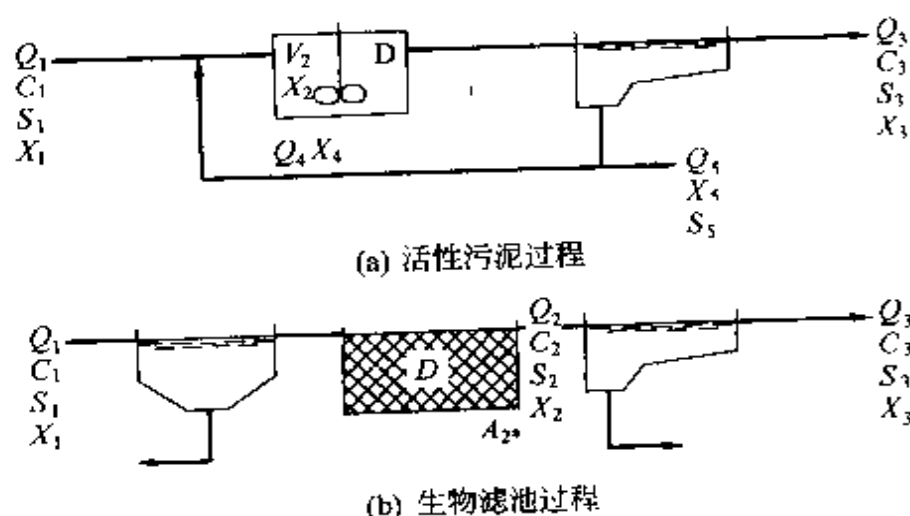 Q₁
C₁
S₁
X₁
V₂ D
X₂
Q₃
C₃
S₃
X₃
Q₄ X₄
Q₅
X₅
S₅
(a) 活性污泥过程
Q₁
C₁
S₁
X₁
D
A₂*
Q₂
C₂
S₂
X₂
Q₃
C₃
S₃
X₃
(b) 生物滤池过程